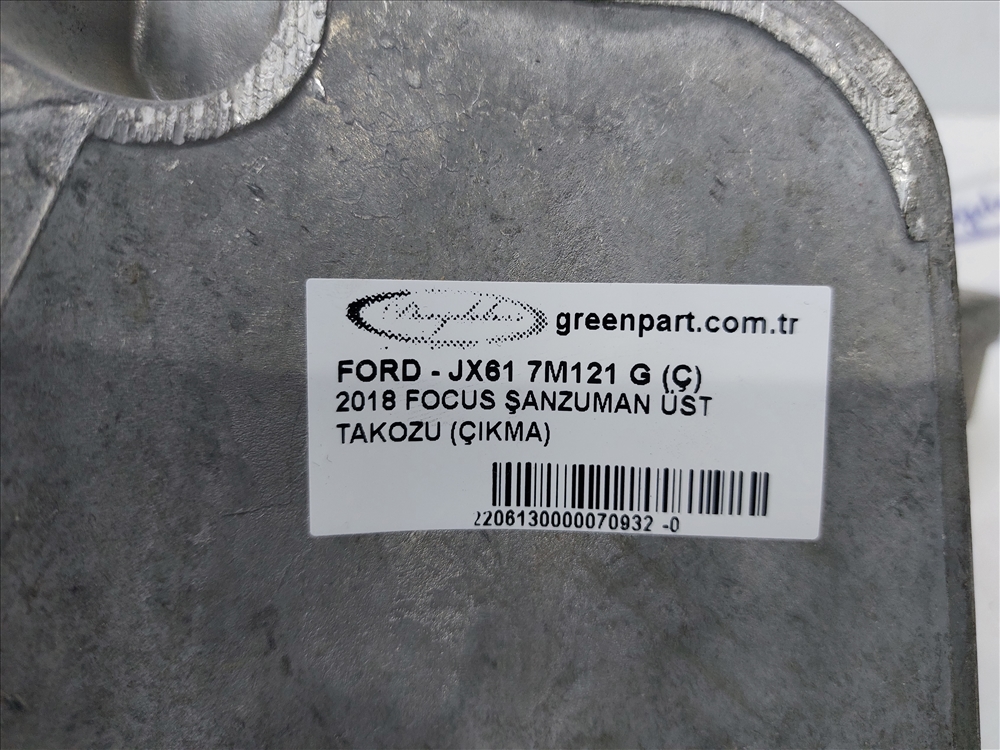 greenpart.com.tr
FORD - JX61 7M121 G (Ç)
2018 FOCUS ŞANZUMAN ÜST
TAKOZU (ÇIKMA)
2206130000070932 -0